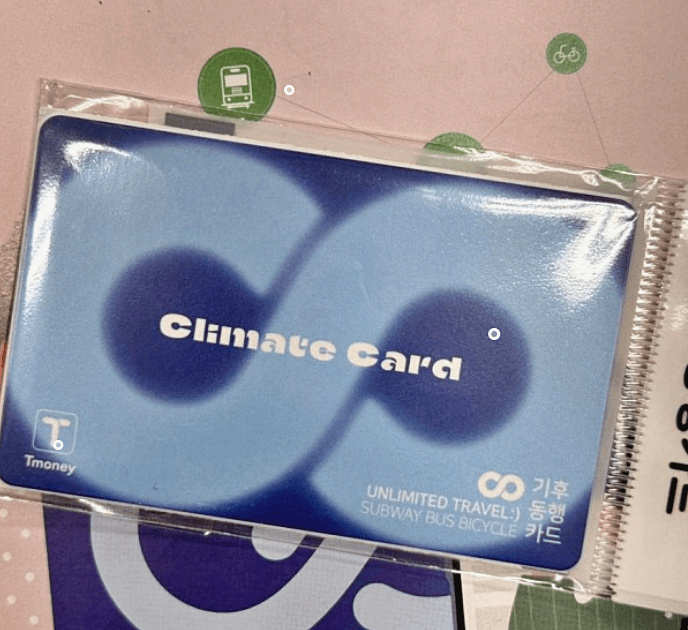 Climate Card
Tmoney
UNLIMITED TRAVEL:)
SUBWAY BUS BICYCLE
기후
동행
카드